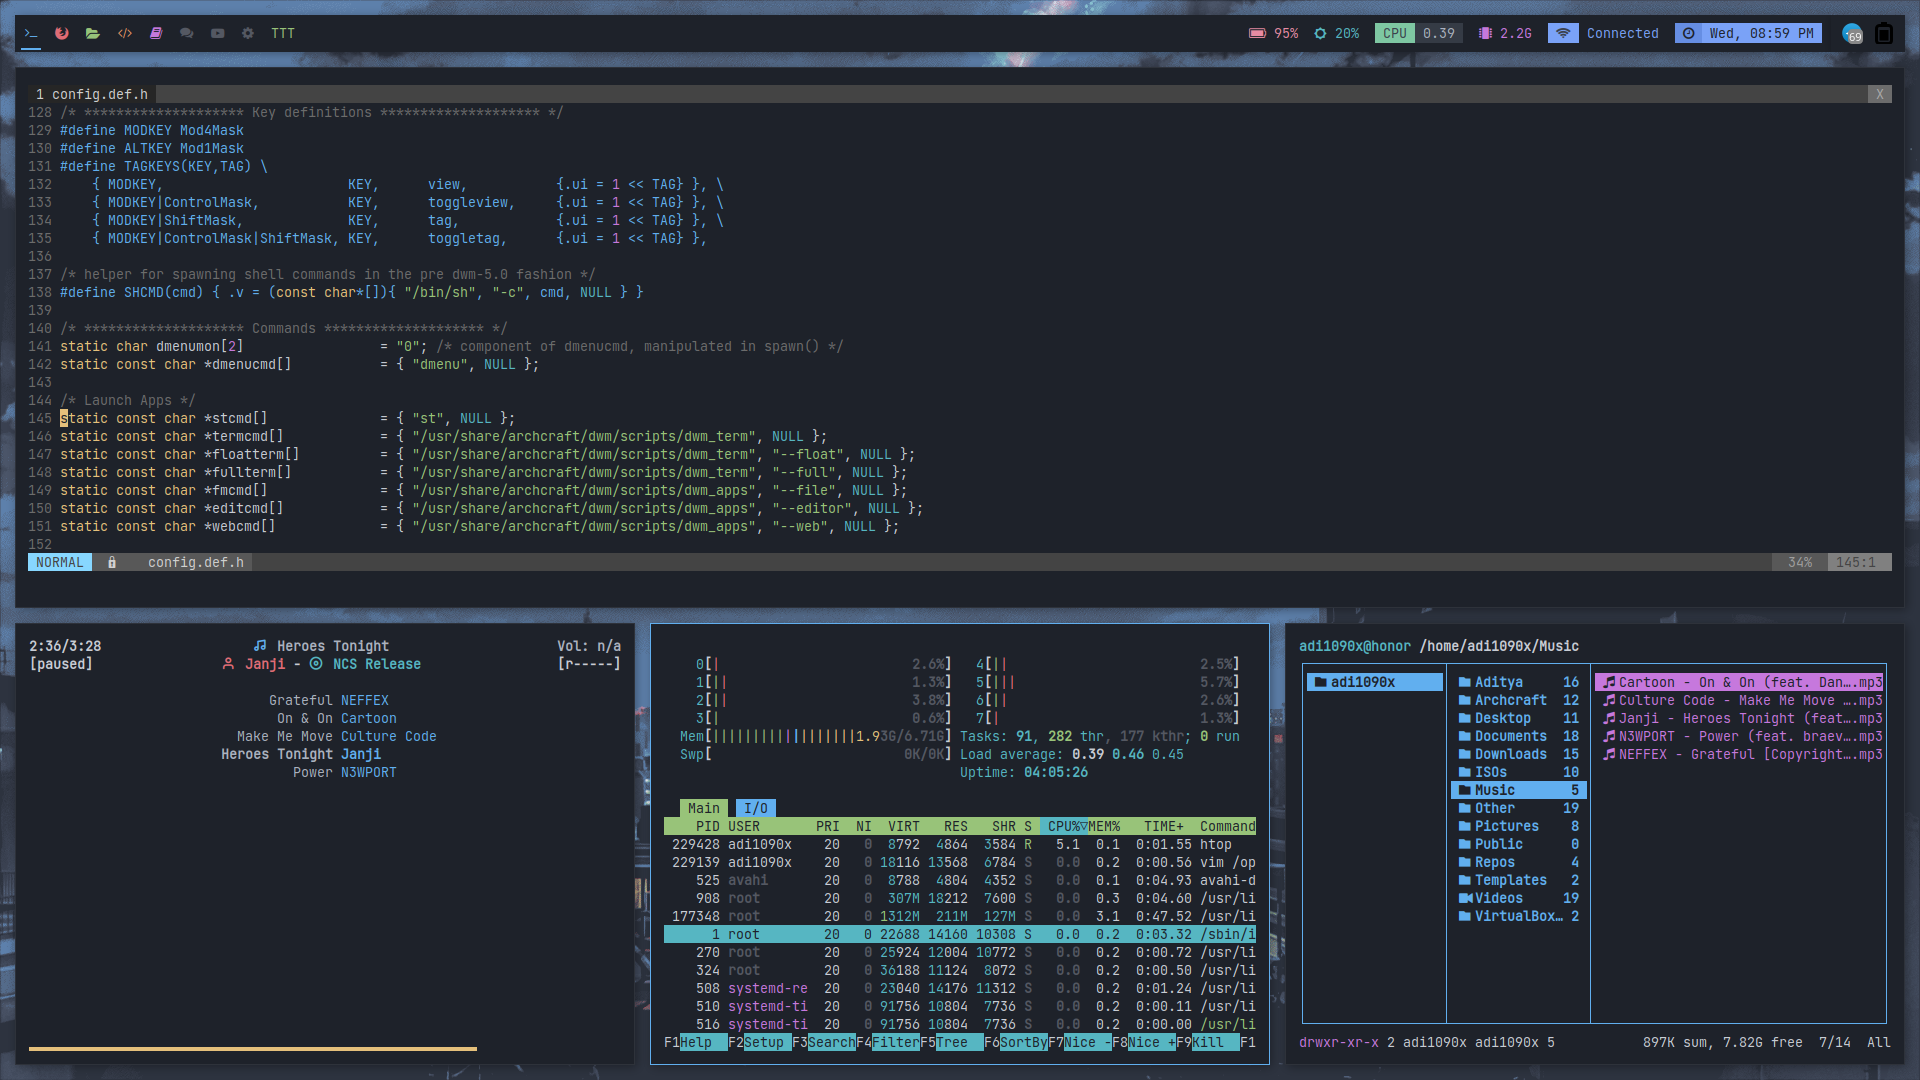 >_ </> TTT 95% 20% CPU 0.39 2.2G Connected Wed, 08:59 PM 69
1 config.def.h X
128 /* ******************** Key definitions ******************** */
129 #define MODKEY Mod4Mask
130 #define ALTKEY Mod1Mask
131 #define TAGKEYS(KEY,TAG) \
132 { MODKEY, KEY, view, {.ui = 1 << TAG} }, \
133 { MODKEY|ControlMask, KEY, toggleview, {.ui = 1 << TAG} }, \
134 { MODKEY|ShiftMask, KEY, tag, {.ui = 1 << TAG} }, \
135 { MODKEY|ControlMask|ShiftMask, KEY, toggletag, {.ui = 1 << TAG} },
136
137 /* helper for spawning shell commands in the pre dwm-5.0 fashion */
138 #define SHCMD(cmd) { .v = (const char*[]){ "/bin/sh", "-c", cmd, NULL } }
139
140 /* ******************** Commands ******************** */
141 static char dmenumon[2] = "0"; /* component of dmenucmd, manipulated in spawn() */
142 static const char *dmenucmd[] = { "dmenu", NULL };
143
144 /* Launch Apps */
145 static const char *stcmd[] = { "st", NULL };
146 static const char *termcmd[] = { "/usr/share/archcraft/dwm/scripts/dwm_term", NULL };
147 static const char *floatterm[] = { "/usr/share/archcraft/dwm/scripts/dwm_term", "--float", NULL };
148 static const char *fullterm[] = { "/usr/share/archcraft/dwm/scripts/dwm_term", "--full", NULL };
149 static const char *fmcmd[] = { "/usr/share/archcraft/dwm/scripts/dwm_apps", "--file", NULL };
150 static const char *editcmd[] = { "/usr/share/archcraft/dwm/scripts/dwm_apps", "--editor", NULL };
151 static const char *webcmd[] = { "/usr/share/archcraft/dwm/scripts/dwm_apps", "--web", NULL };
152
NORMAL config.def.h 34% 145:1
2:36/3:28 Heroes Tonight Vol: n/a
[paused] Janji - NCS Release [r-----]
Grateful NEFFEX
On & On Cartoon
Make Me Move Culture Code
Heroes Tonight Janji
Power N3WPORT
0[| 2.6%] 4[|| 2.5%]
1[|| 1.3%] 5[||| 5.7%]
2[|| 3.8%] 6[|| 2.6%]
3[| 0.6%] 7[| 1.3%]
Mem[||||||||||||||||||1.93G/6.71G] Tasks: 91, 282 thr, 177 kthr; 0 run
Swp[ 0K/0K] Load average: 0.39 0.46 0.45
Uptime: 04:05:26
Main I/O
PID USER PRI NI VIRT RES SHR S CPU%▽MEM% TIME+ Command
229428 adi1090x 20 0 8792 4864 3584 R 5.1 0.1 0:01.55 htop
229139 adi1090x 20 0 18116 13568 6784 S 0.0 0.2 0:00.56 vim /op
525 avahi 20 0 8788 4804 4352 S 0.0 0.1 0:04.93 avahi-d
908 root 20 0 307M 18212 7600 S 0.0 0.3 0:04.60 /usr/li
177348 root 20 0 1312M 211M 127M S 0.0 3.1 0:47.52 /usr/li
1 root 20 0 22688 14160 10308 S 0.0 0.2 0:03.32 /sbin/i
270 root 20 0 25924 12004 10772 S 0.0 0.2 0:00.72 /usr/li
324 root 20 0 36188 11124 8072 S 0.0 0.2 0:00.50 /usr/li
508 systemd-re 20 0 23040 14176 11312 S 0.0 0.2 0:01.24 /usr/li
510 systemd-ti 20 0 91756 10804 7736 S 0.0 0.2 0:00.11 /usr/li
516 systemd-ti 20 0 91756 10804 7736 S 0.0 0.2 0:00.00 /usr/li
F1Help F2Setup F3SearchF4FilterF5Tree F6SortByF7Nice -F8Nice +F9Kill F1
adi1090x@honor /home/adi1090x/Music
adi1090x
Aditya 16
Archcraft 12
Desktop 11
Documents 18
Downloads 15
ISOs 10
Music 5
Other 19
Pictures 8
Public 0
Repos 4
Templates 2
Videos 19
VirtualBox… 2
Cartoon - On & On (feat. Dan….mp3
Culture Code - Make Me Move ….mp3
Janji - Heroes Tonight (feat….mp3
N3WPORT - Power (feat. braev….mp3
NEFFEX - Grateful [Copyright….mp3
drwxr-xr-x 2 adi1090x adi1090x 5 897K sum, 7.82G free 7/14 All